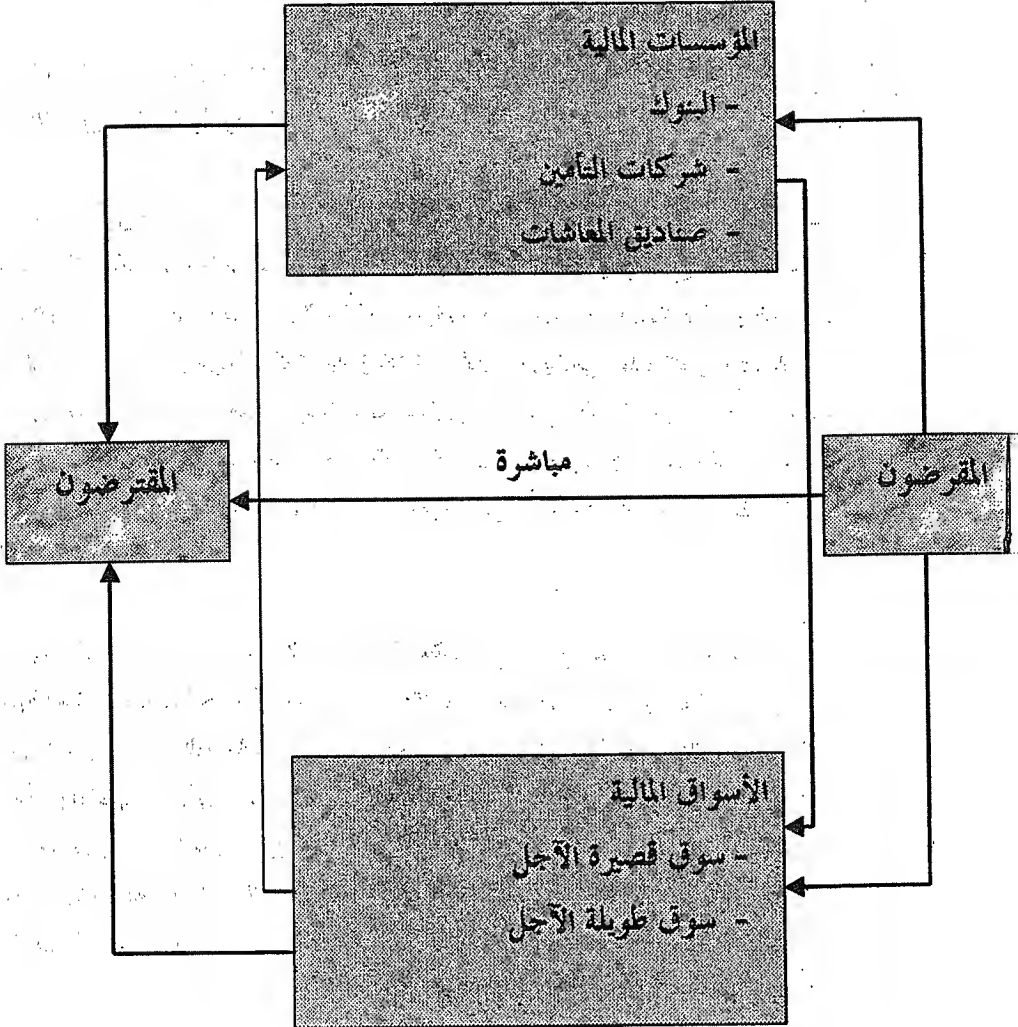 المؤسسات المالية
- البنوك
- شركات التأمين
- صناديق المعاشات
المقرضون
مباشرة
المقترضون
الأسواق المالية
- سوق قصيرة الآجل
- سوق طويلة الآجل